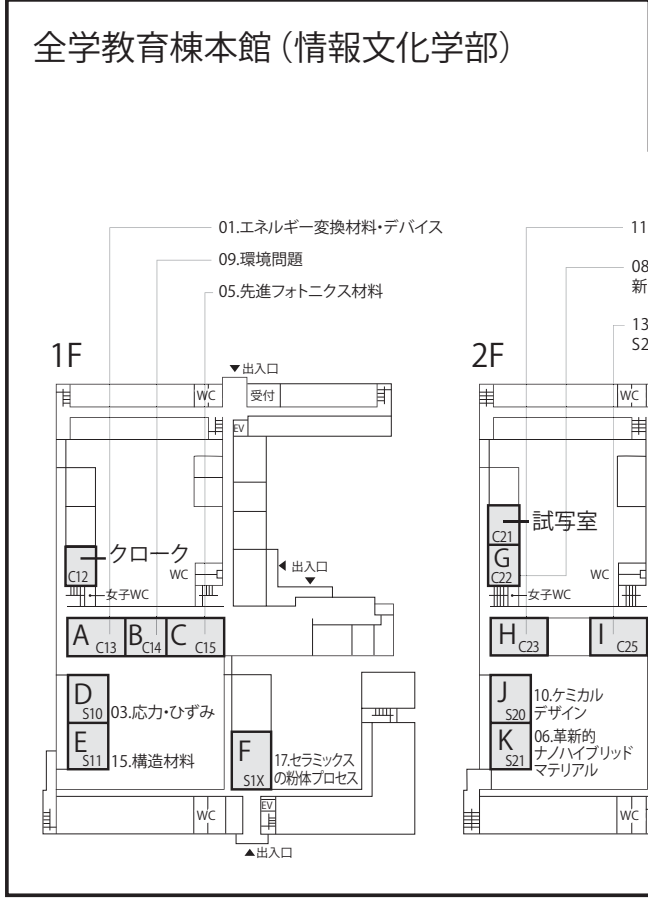 全学教育棟本館（情報文化学部）
01.エネルギー変換材料・デバイス
09.環境問題
05.先進フォトニクス材料
11
08
新
13
S2
1F
▼出入口
WC
受付
EV
クローク
C12
女子WC
WC
◀ 出入口
▼
A C13
B C14
C C15
D S10
03.応力・ひずみ
E S11
15.構造材料
F S1X
17.セラミックス
の粉体プロセス
WC
EV
▲出入口
2F
WC
試写室
C21
G C22
女子WC
WC
H C23
I C25
J S20
10.ケミカル
デザイン
K S21
06.革新的
ナノハイブリッド
マテリアル
WC